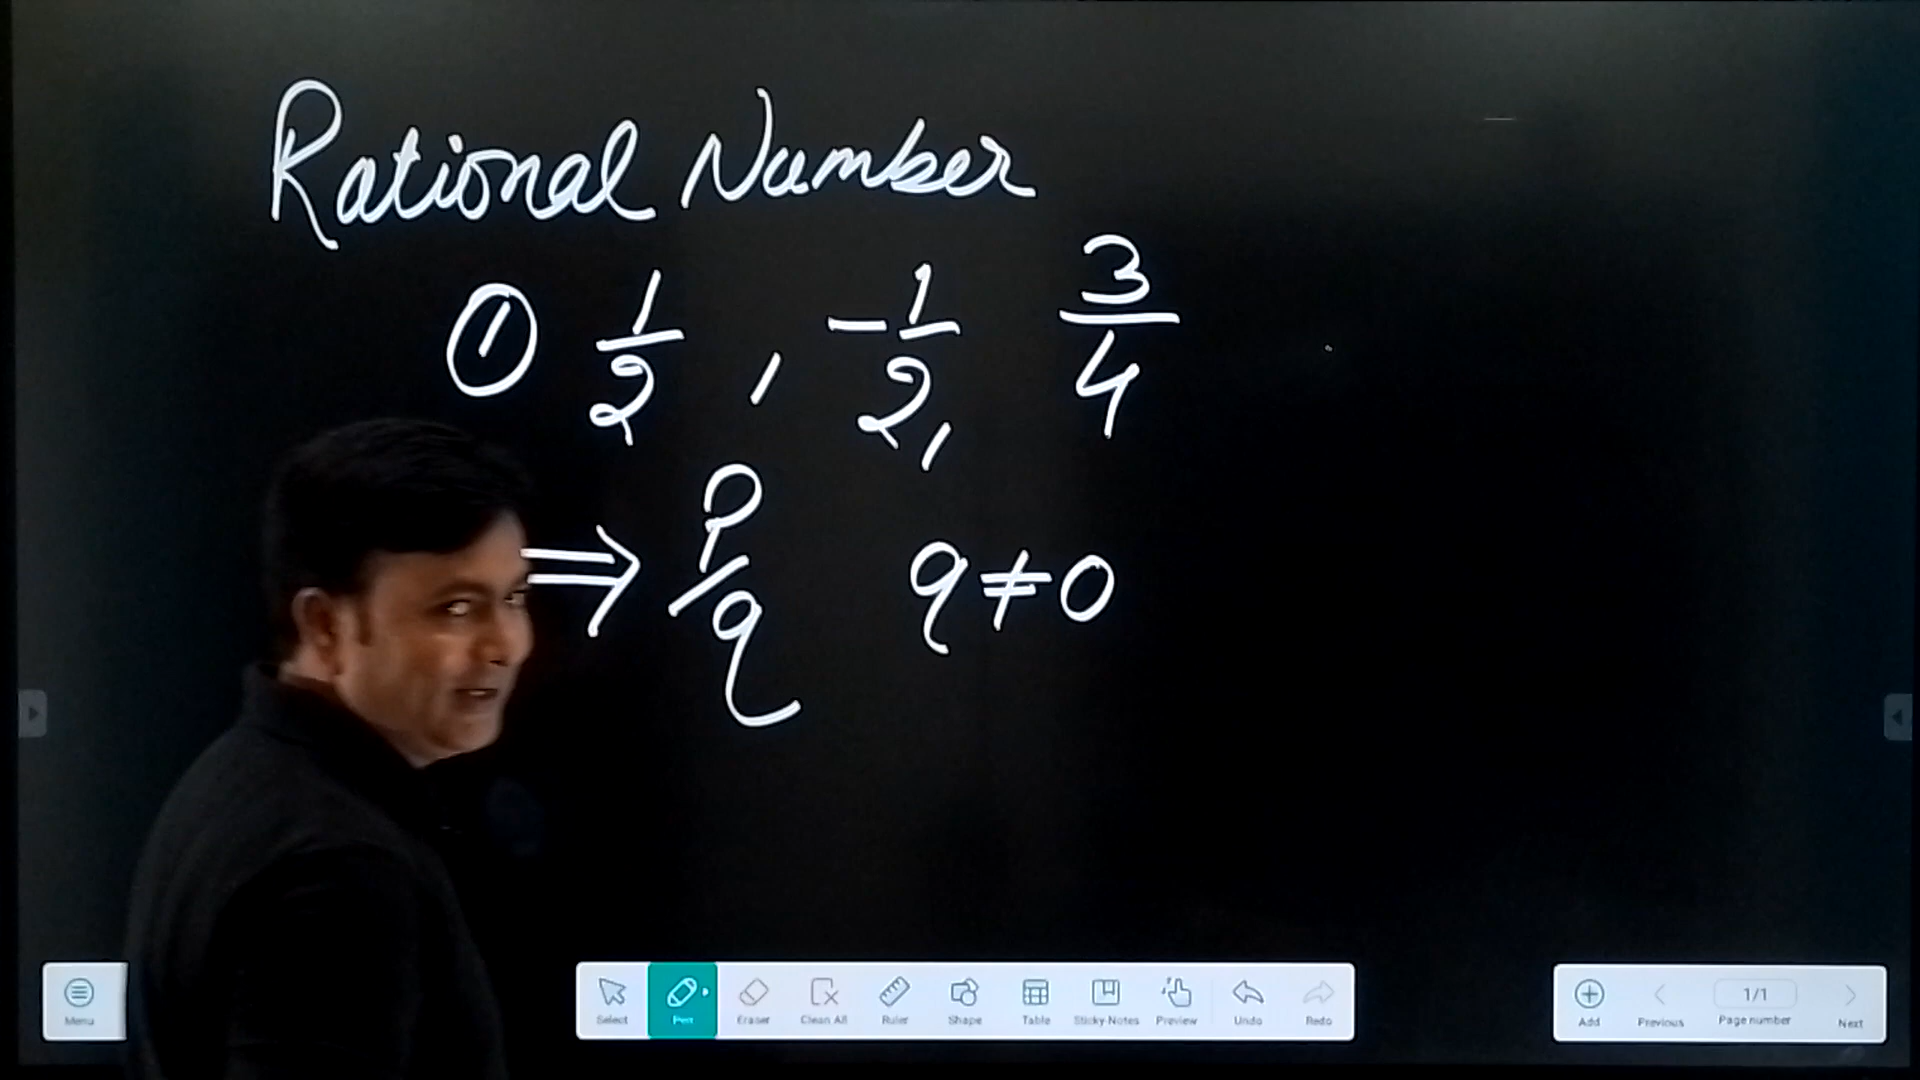 Rational Number
① 1/2 , -1/2, 3/4
⇒ p/q q ≠ 0
Menu
Select Pen Eraser Clean All Ruler Shape Table Sticky Notes Preview Undo Redo
Add Previous 1/1 Page number Next